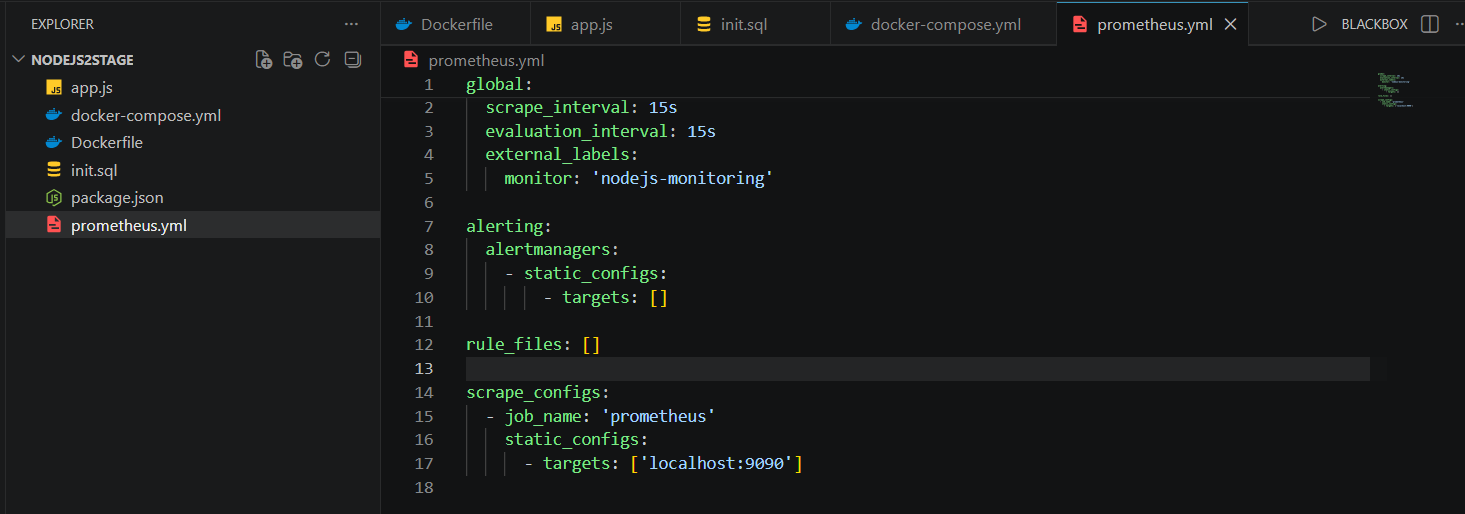 EXPLORER
NODEJS2STAGE
app.js
docker-compose.yml
Dockerfile
init.sql
package.json
prometheus.yml
Dockerfile
app.js
init.sql
docker-compose.yml
prometheus.yml
BLACKBOX
prometheus.yml
1 global:
2   scrape_interval: 15s
3   evaluation_interval: 15s
4   external_labels:
5     monitor: 'nodejs-monitoring'
6
7 alerting:
8   alertmanagers:
9     - static_configs:
10         - targets: []
11
12 rule_files: []
13
14 scrape_configs:
15   - job_name: 'prometheus'
16     static_configs:
17       - targets: ['localhost:9090']
18